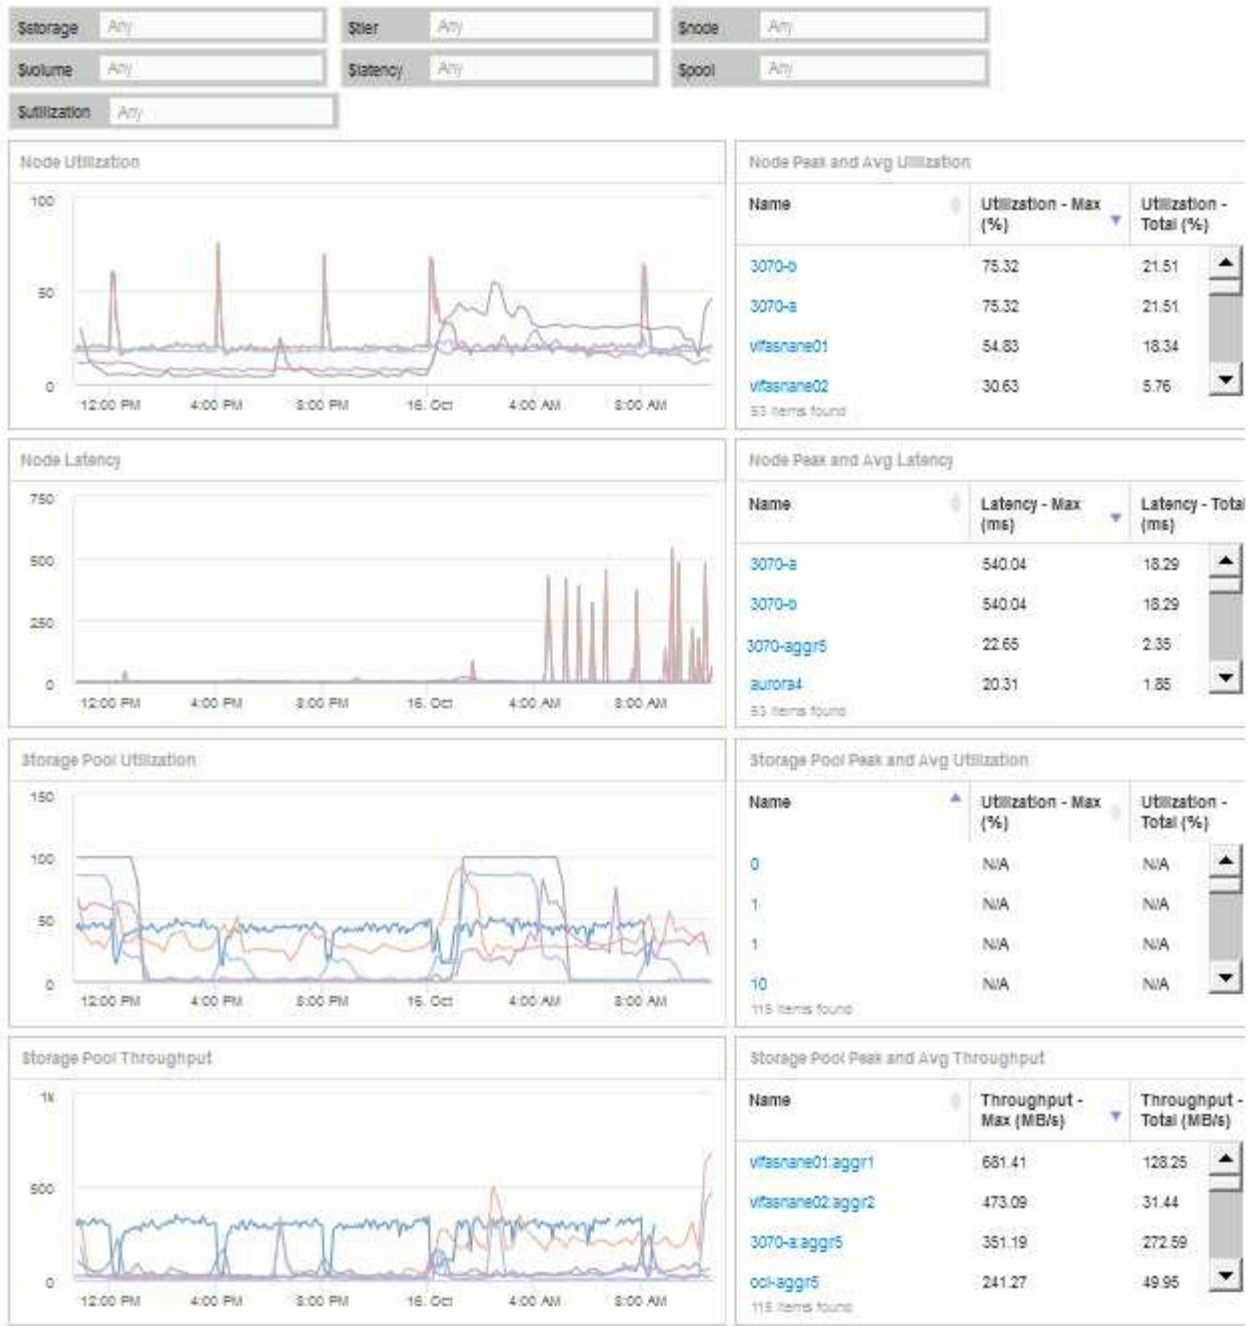 $storage Any $tier Any $node Any
$volume Any $latency Any $pool Any
$utilization Any
Node Utilization
100
50
0
12:00 PM 4:00 PM 8:00 PM 16. Oct 4:00 AM 8:00 AM
Node Peak and Avg Utilization
Name Utilization - Max (%) Utilization - Total (%)
3070-b 75.32 21.51
3070-a 75.32 21.51
vifasnane01 54.83 18.34
vifasnane02 30.63 5.76
53 items found
Node Latency
750
500
250
0
12:00 PM 4:00 PM 8:00 PM 16. Oct 4:00 AM 8:00 AM
Node Peak and Avg Latency
Name Latency - Max (ms) Latency - Total (ms)
3070-a 540.04 18.29
3070-b 540.04 18.29
3070-aggr5 22.65 2.35
aurora4 20.31 1.85
53 items found
Storage Pool Utilization
150
100
50
0
12:00 PM 4:00 PM 8:00 PM 16. Oct 4:00 AM 8:00 AM
Storage Pool Peak and Avg Utilization
Name Utilization - Max (%) Utilization - Total (%)
0 N/A N/A
1 N/A N/A
1 N/A N/A
10 N/A N/A
115 items found
Storage Pool Throughput
1k
500
0
12:00 PM 4:00 PM 8:00 PM 16. Oct 4:00 AM 8:00 AM
Storage Pool Peak and Avg Throughput
Name Throughput - Max (MB/s) Throughput - Total (MB/s)
vifasnane01:aggr1 681.41 128.25
vifasnane02:aggr2 473.09 31.44
3070-a:aggr5 351.19 272.59
oci-aggr5 241.27 49.95
115 items found